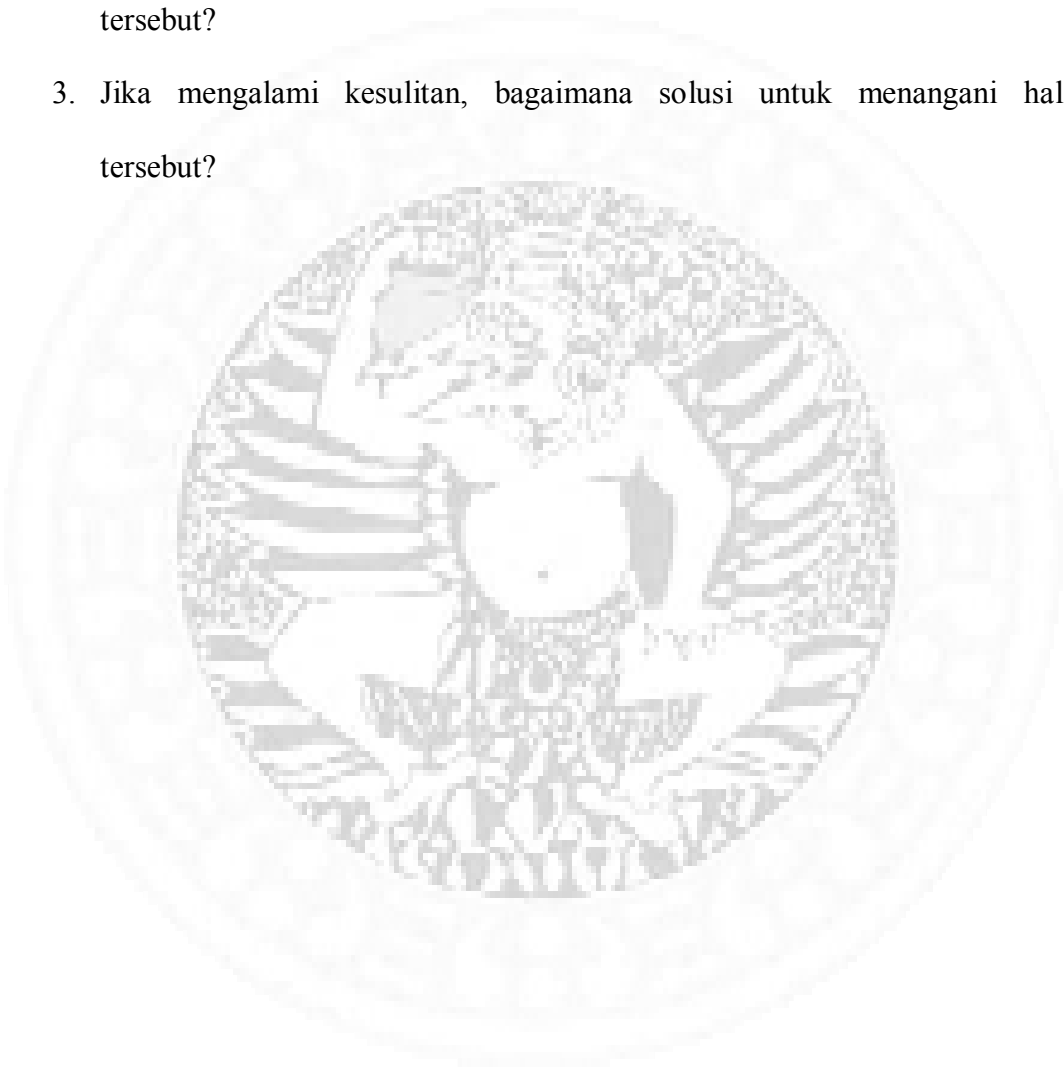 tersebut?
3. Jika mengalami kesulitan, bagaimana solusi untuk menangani hal
tersebut?